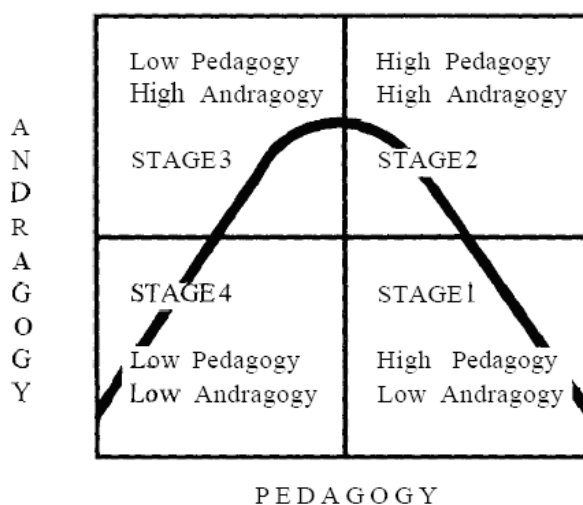 Low Pedagogy
High Andragogy
STAGE3
High Pedagogy
High Andragogy
STAGE2
STAGE4
Low Pedagogy
Low Andragogy
STAGE1
High Pedagogy
Low Andragogy
ANDRAGOGY
PEDAGOGY